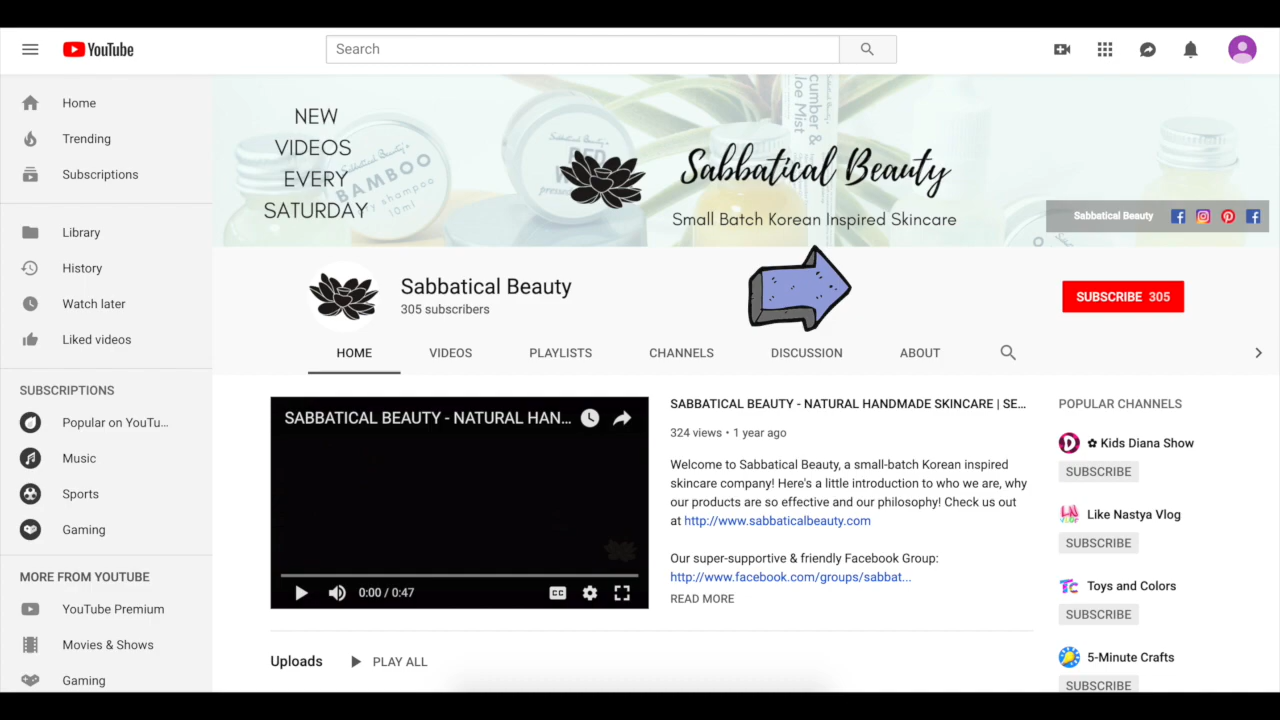 YouTube
Search
Home
Trending
Subscriptions
Library
History
Watch later
Liked videos
SUBSCRIPTIONS
Popular on YouTu...
Music
Sports
Gaming
MORE FROM YOUTUBE
YouTube Premium
Movies & Shows
Gaming
NEW
VIDEOS
EVERY
SATURDAY
BAMBOO
10ml
Sabbatical Beauty
Small Batch Korean Inspired Skincare
Sabbatical Beauty
Sabbatical Beauty
305 subscribers
SUBSCRIBE 305
HOME
VIDEOS
PLAYLISTS
CHANNELS
DISCUSSION
ABOUT
SABBATICAL BEAUTY - NATURAL HAN...
0:00 / 0:47
CC
SABBATICAL BEAUTY - NATURAL HANDMADE SKINCARE | SE...
324 views • 1 year ago
Welcome to Sabbatical Beauty, a small-batch Korean inspired
skincare company! Here's a little introduction to who we are, why
our products are so effective and our philosophy! Check us out
at http://www.sabbaticalbeauty.com
Our super-supportive & friendly Facebook Group:
http://www.facebook.com/groups/sabbat...
READ MORE
Uploads
PLAY ALL
POPULAR CHANNELS
✿ Kids Diana Show
SUBSCRIBE
Like Nastya Vlog
SUBSCRIBE
Toys and Colors
SUBSCRIBE
5-Minute Crafts
SUBSCRIBE